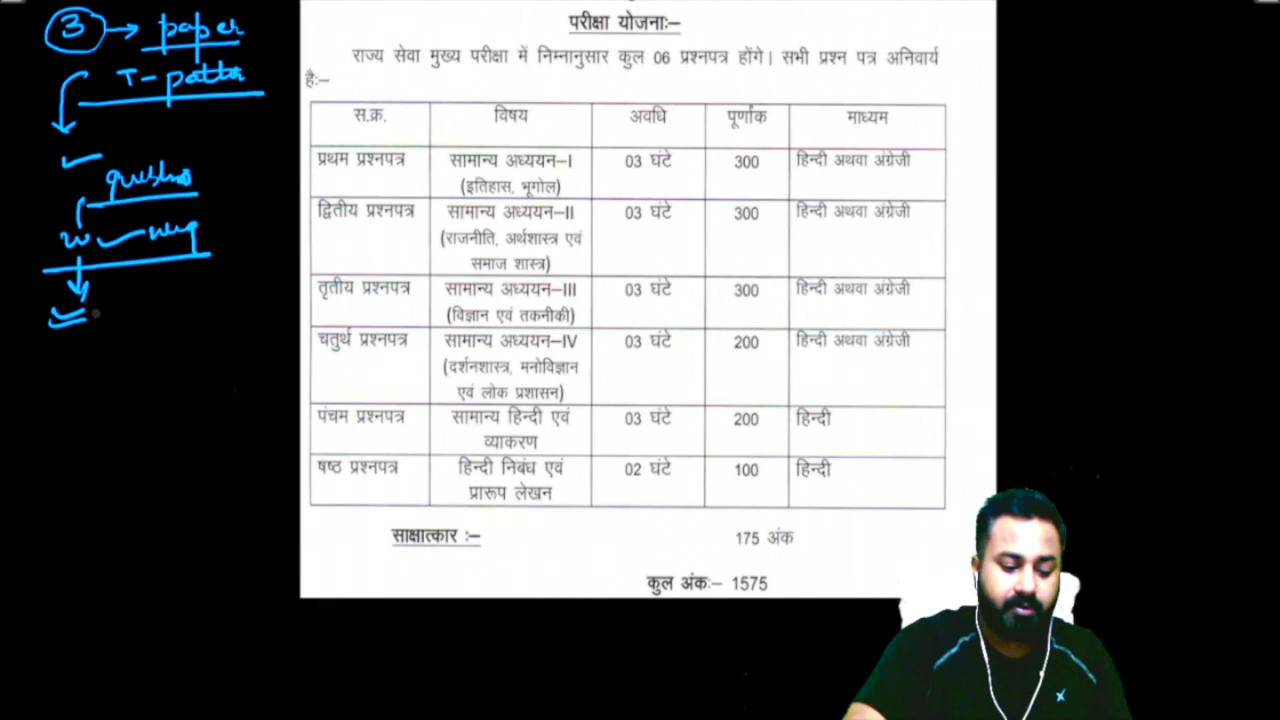 3 → paper
परीक्षा योजनाः–
राज्य सेवा मुख्य परीक्षा में निम्नानुसार कुल 06 प्रश्नपत्र होंगे। सभी प्रश्न पत्र अनिवार्य
हैः–
स.क्र. विषय अवधि पूर्णांक माध्यम
प्रथम प्रश्नपत्र सामान्य अध्ययन–I 03 घंटे 300 हिन्दी अथवा अंग्रेजी
(इतिहास, भूगोल)
द्वितीय प्रश्नपत्र सामान्य अध्ययन–II 03 घंटे 300 हिन्दी अथवा अंग्रेजी
(राजनीति, अर्थशास्त्र एवं
समाज शास्त्र)
तृतीय प्रश्नपत्र सामान्य अध्ययन–III 03 घंटे 300 हिन्दी अथवा अंग्रेजी
(विज्ञान एवं तकनीकी)
चतुर्थ प्रश्नपत्र सामान्य अध्ययन–IV 03 घंटे 200 हिन्दी अथवा अंग्रेजी
(दर्शनशास्त्र, मनोविज्ञान
एवं लोक प्रशासन)
पंचम प्रश्नपत्र सामान्य हिन्दी एवं 03 घंटे 200 हिन्दी
व्याकरण
षष्ठ प्रश्नपत्र हिन्दी निबंध एवं 02 घंटे 100 हिन्दी
प्रारूप लेखन
साक्षात्कार :– 175 अंक
कुल अंकः– 1575